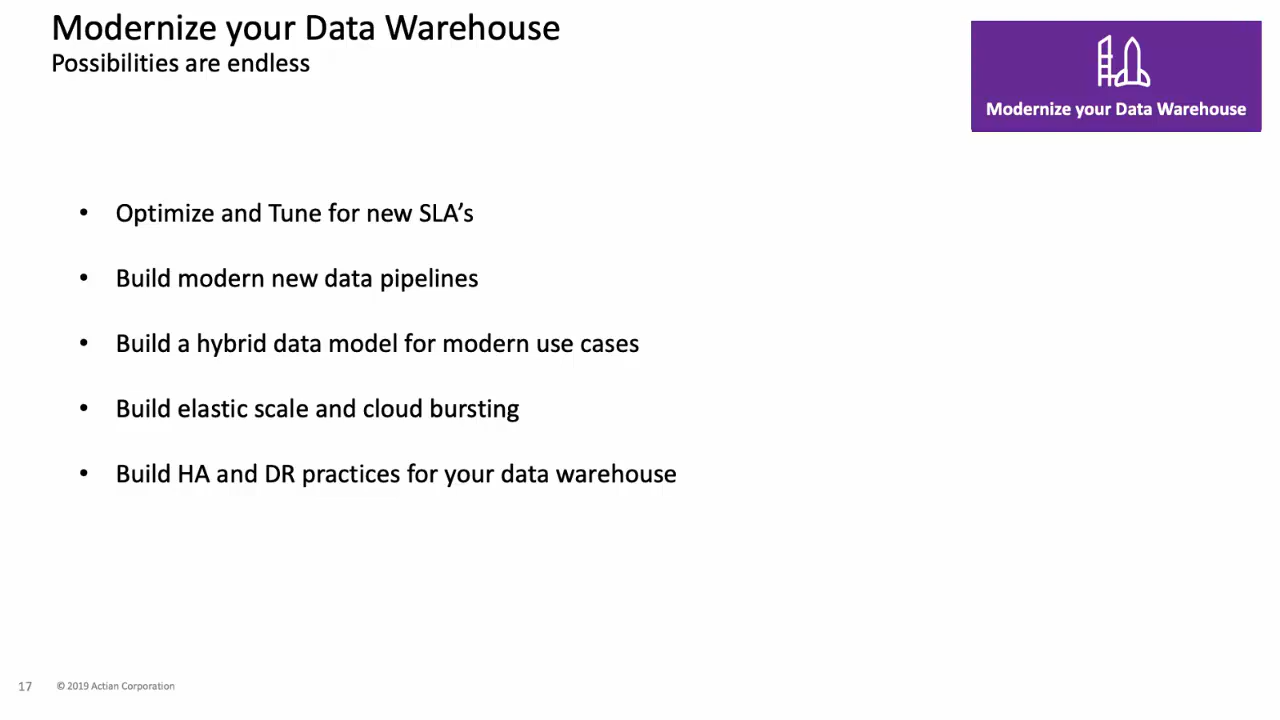 Modernize your Data Warehouse
Possibilities are endless
Modernize your Data Warehouse
• Optimize and Tune for new SLA’s
• Build modern new data pipelines
• Build a hybrid data model for modern use cases
• Build elastic scale and cloud bursting
• Build HA and DR practices for your data warehouse
17 © 2019 Actian Corporation